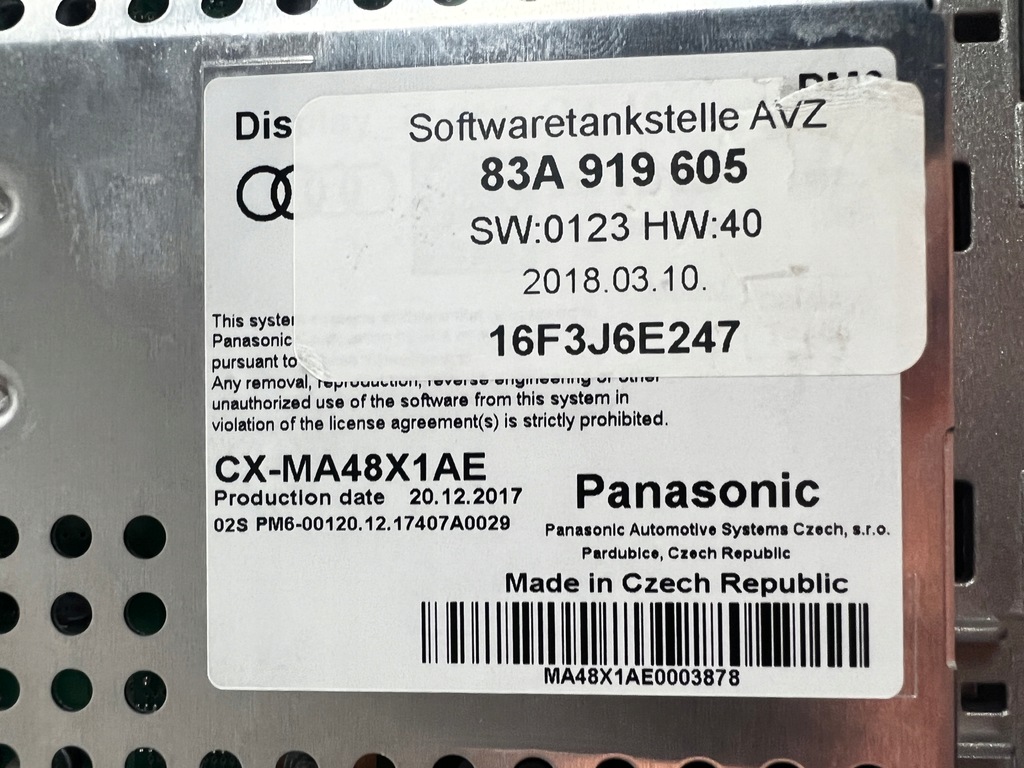 Dis
Softwaretankstelle AVZ
83A 919 605
SW:0123 HW:40
2018.03.10.
16F3J6E247
This syste
Panasonic
pursuant to
Any removal, reproduction, reverse engineering or other
unauthorized use of the software from this system in
violation of the license agreement(s) is strictly prohibited.
CX-MA48X1AE
Production date 20.12.2017
02S PM6-00120.12.17407A0029
Panasonic
Panasonic Automotive Systems Czech, s.r.o.
Pardubice, Czech Republic
Made in Czech Republic
MA48X1AE0003878